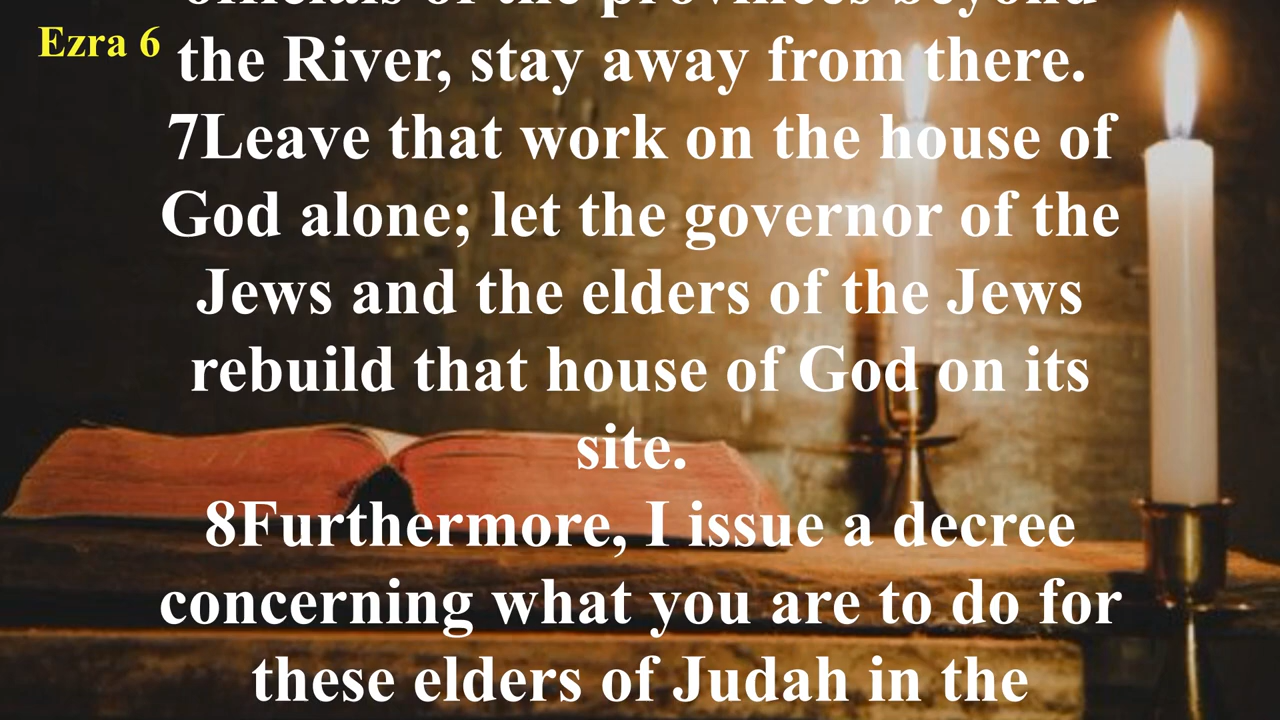 officials of the provinces beyond
Ezra 6
the River, stay away from there.
7Leave that work on the house of
God alone; let the governor of the
Jews and the elders of the Jews
rebuild that house of God on its
site.
8Furthermore, I issue a decree
concerning what you are to do for
these elders of Judah in the